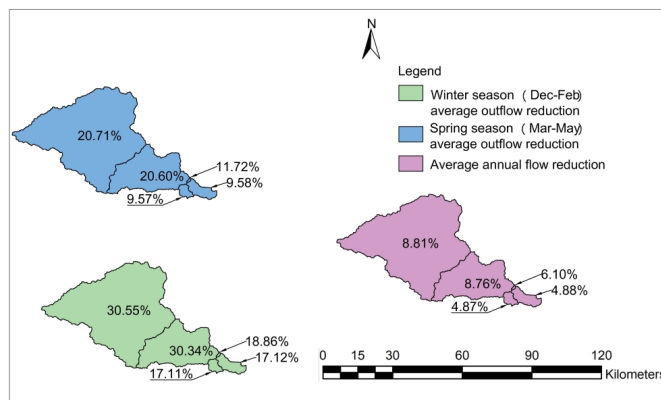 N
Legend
Winter season ( Dec-Feb)
average outflow reduction
Spring season ( Mar-May)
average outflow reduction
Average annual flow reduction
20.71%
20.60%
11.72%
9.58%
9.57%
8.81%
8.76%
6.10%
4.88%
4.87%
30.55%
30.34%
18.86%
17.12%
17.11%
0 15 30 60 90 120
Kilometers